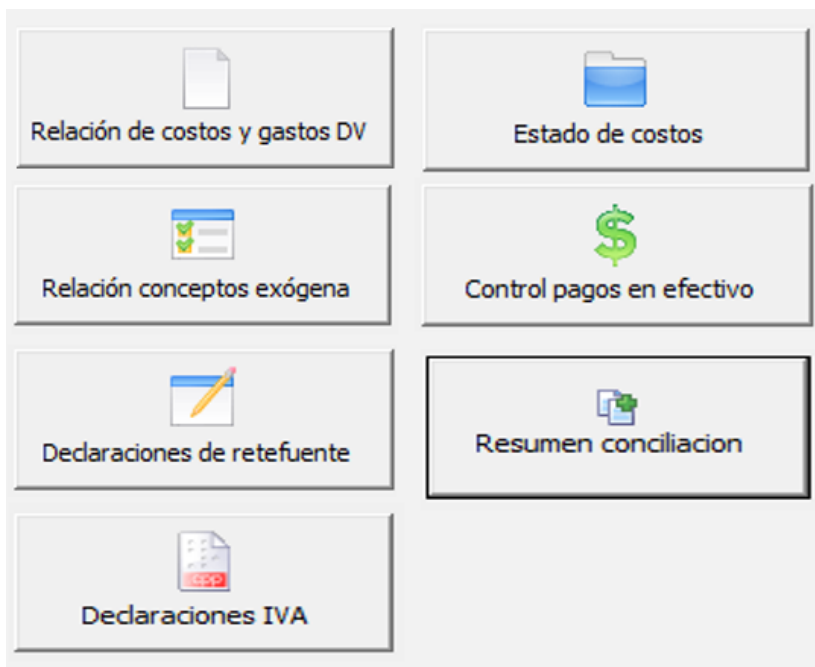 Relación de costos y gastos DV
Estado de costos
Relación conceptos exógena
Control pagos en efectivo
Declaraciones de retefuente
Resumen conciliacion
cpp
Declaraciones IVA